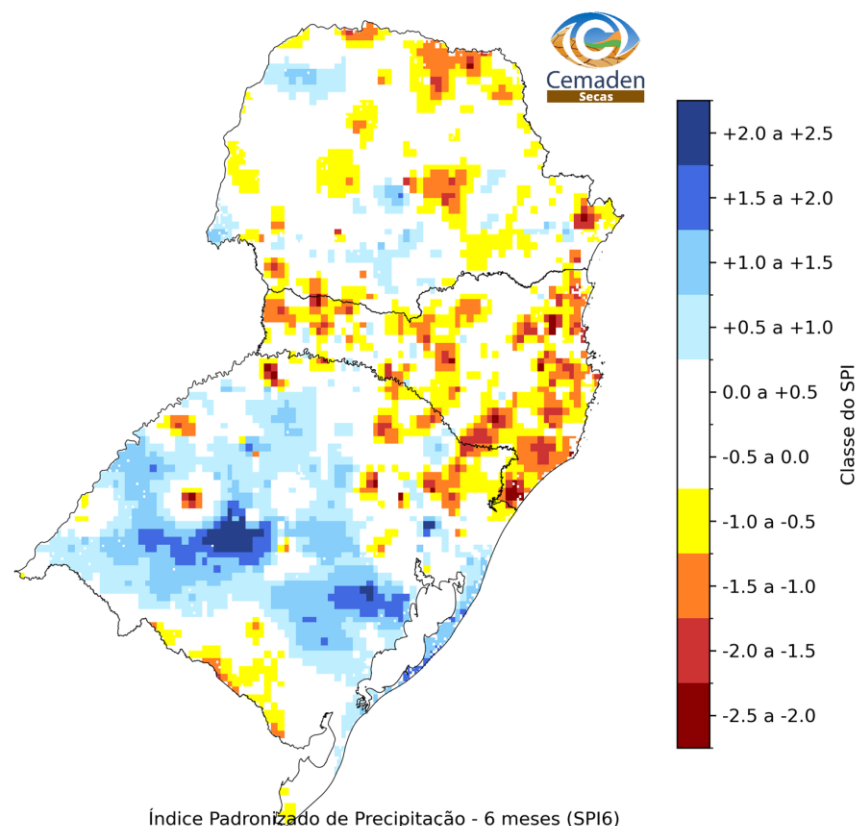 Cemaden
Secas
+2.0 a +2.5
+1.5 a +2.0
+1.0 a +1.5
+0.5 a +1.0
0.0 a +0.5
-0.5 a 0.0
-1.0 a -0.5
-1.5 a -1.0
-2.0 a -1.5
-2.5 a -2.0
Classe do SPI
Índice Padronizado de Precipitação - 6 meses (SPI6)